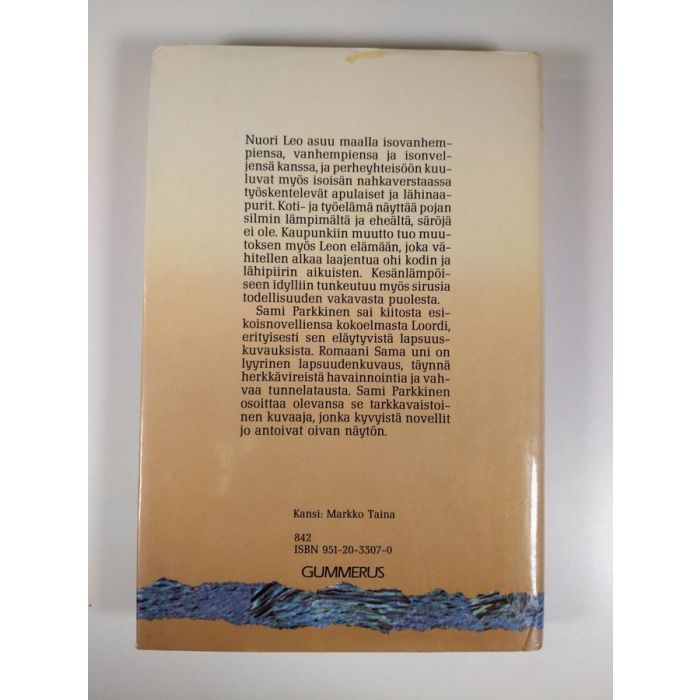 Nuori Leo asuu maalla isovanhem-
piensa, vanhempiensa ja isonvel-
jensä kanssa, ja perheyhteisöön kuu-
luvat myös isoisän nahkaverstaassa
työskentelevät apulaiset ja lähinaa-
purit. Koti- ja työelämä näyttää pojan
silmin lämpimältä ja eheältä, säröjä
ei ole. Kaupunkiin muutto tuo muu-
toksen myös Leon elämään, joka vä-
hitellen alkaa laajentua ohi kodin ja
lähipiirin aikuisten. Kesänlämpöi-
seen idylliin tunkeutuu myös sirusia
todellisuuden vakavasta puolesta.
Sami Parkkinen sai kiitosta esi-
koisnovelliensa kokoelmasta Loordi,
erityisesti sen eläytyvistä lapsuus-
kuvauksista. Romaani Sama uni on
lyyrinen lapsuudenkuvaus, täynnä
herkkävireistä havainnointia ja vah-
vaa tunnelatausta. Sami Parkkinen
osoittaa olevansa se tarkkavaistoi-
nen kuvaaja, jonka kyvyistä novellit
jo antoivat oivan näytön.
Kansi: Markko Taina
842
ISBN 951-20-3307-0
GUMMERUS